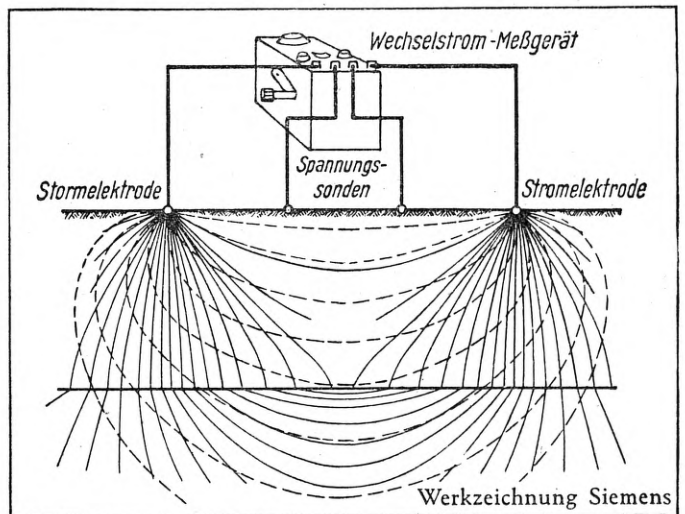 Wechselstrom-Meßgerät
Spannungs-
sonden
Stormelektrode
Stromelektrode
Werkzeichnung Siemens